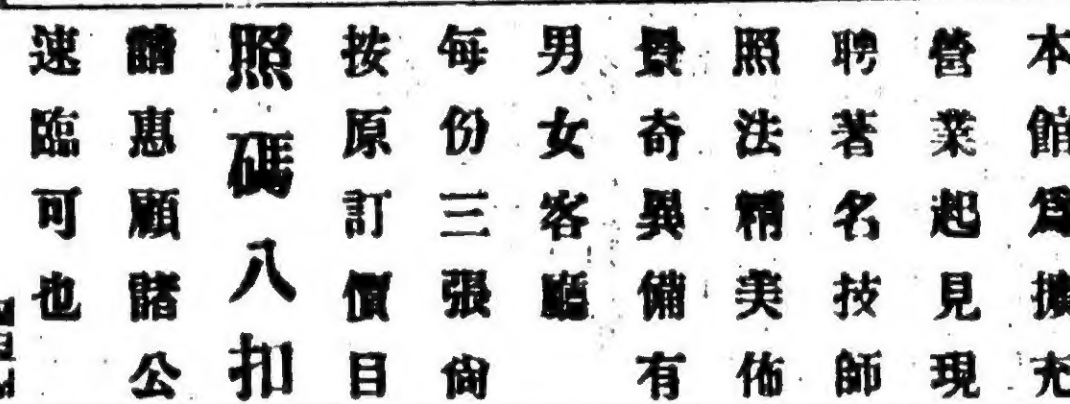 本館爲擴充
營業起見現
聘著名技師
照法精美佈
景奇異備有
男女客廳
每份三張倘
按原訂價目
照碼八扣
請惠顧諸公
速臨可也